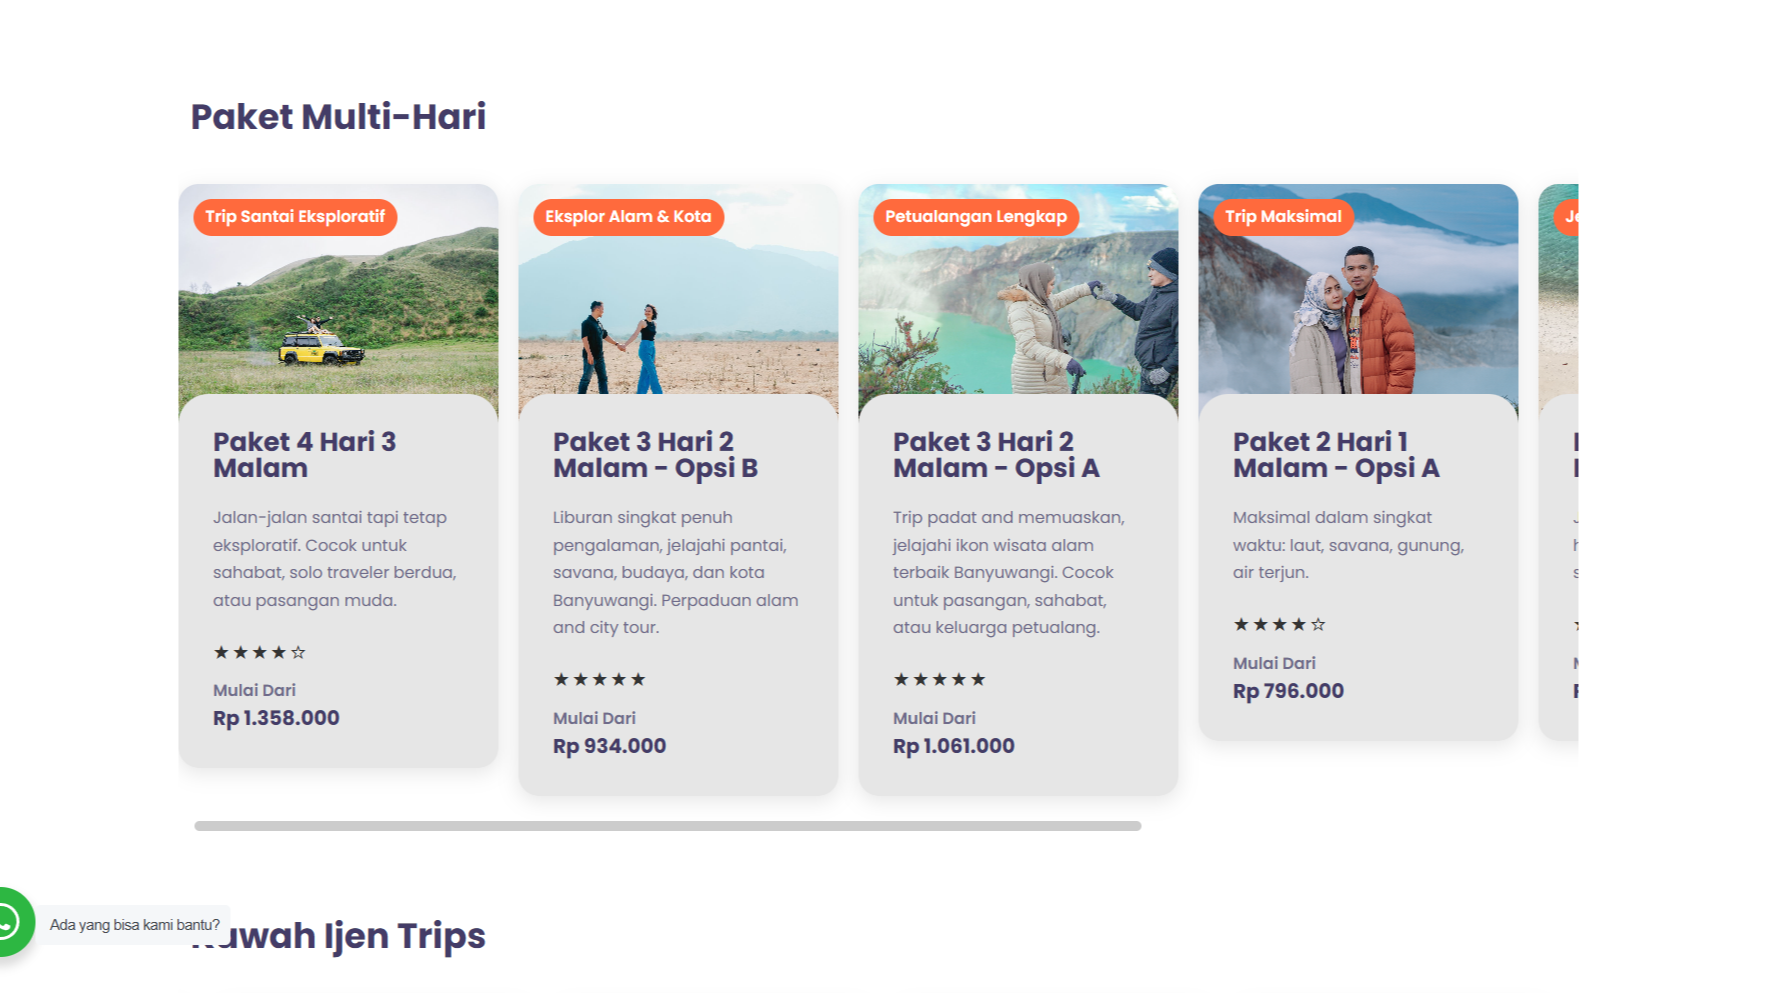 Paket Multi-Hari
Trip Santai Eksploratif
Paket 4 Hari 3
Malam
Jalan-jalan santai tapi tetap
eksploratif. Cocok untuk
sahabat, solo traveler berdua,
atau pasangan muda.
★★★★☆
Mulai Dari
Rp 1.358.000
Eksplor Alam & Kota
Paket 3 Hari 2
Malam - Opsi B
Liburan singkat penuh
pengalaman, jelajahi pantai,
savana, budaya, dan kota
Banyuwangi. Perpaduan alam
and city tour.
★★★★★
Mulai Dari
Rp 934.000
Petualangan Lengkap
Paket 3 Hari 2
Malam - Opsi A
Trip padat and memuaskan,
jelajahi ikon wisata alam
terbaik Banyuwangi. Cocok
untuk pasangan, sahabat,
atau keluarga petualang.
★★★★★
Mulai Dari
Rp 1.061.000
Trip Maksimal
Paket 2 Hari 1
Malam - Opsi A
Maksimal dalam singkat
waktu: laut, savana, gunung,
air terjun.
★★★★☆
Mulai Dari
Rp 796.000
Ada yang bisa kami bantu?
Ijen Trips